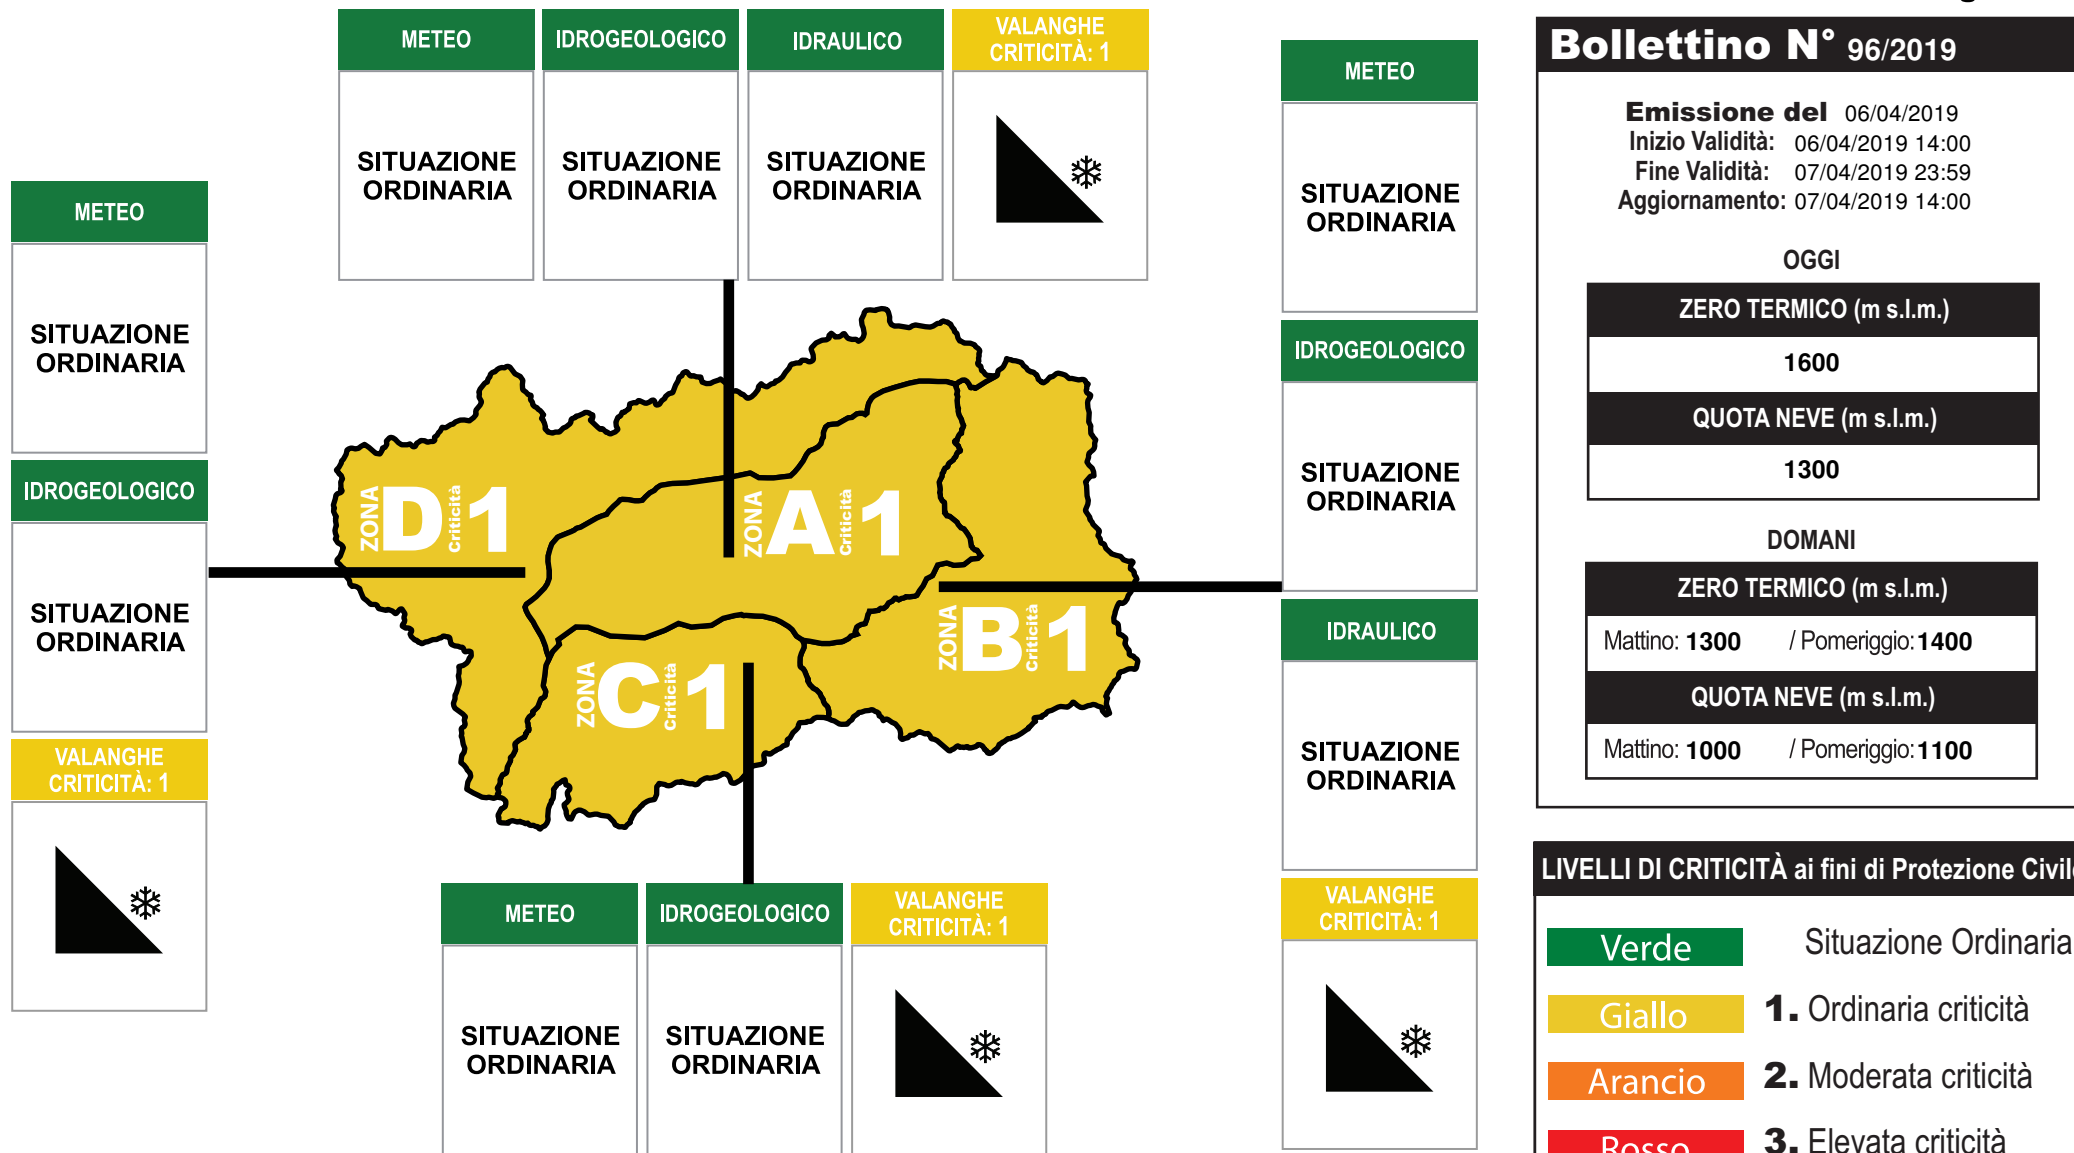 METEO
IDROGEOLOGICO
IDRAULICO
VALANGHE
CRITICITÀ: 1
SITUAZIONE
ORDINARIA
SITUAZIONE
ORDINARIA
SITUAZIONE
ORDINARIA
METEO
SITUAZIONE
ORDINARIA
IDROGEOLOGICO
SITUAZIONE
ORDINARIA
VALANGHE
CRITICITÀ: 1
ZONA D Criticità 1
ZONA A Criticità 1
ZONA B Criticità 1
ZONA C Criticità 1
METEO
IDROGEOLOGICO
VALANGHE
CRITICITÀ: 1
SITUAZIONE
ORDINARIA
SITUAZIONE
ORDINARIA
METEO
SITUAZIONE
ORDINARIA
IDROGEOLOGICO
SITUAZIONE
ORDINARIA
IDRAULICO
SITUAZIONE
ORDINARIA
VALANGHE
CRITICITÀ: 1
Bollettino N° 96/2019
Emissione del 06/04/2019
Inizio Validità: 06/04/2019 14:00
Fine Validità: 07/04/2019 23:59
Aggiornamento: 07/04/2019 14:00
OGGI
ZERO TERMICO (m s.l.m.)
1600
QUOTA NEVE (m s.l.m.)
1300
DOMANI
ZERO TERMICO (m s.l.m.)
Mattino: 1300 / Pomeriggio: 1400
QUOTA NEVE (m s.l.m.)
Mattino: 1000 / Pomeriggio: 1100
LIVELLI DI CRITICITÀ ai fini di Protezione Civile
Verde Situazione Ordinaria
Giallo 1. Ordinaria criticità
Arancio 2. Moderata criticità
Rosso 3. Elevata criticità